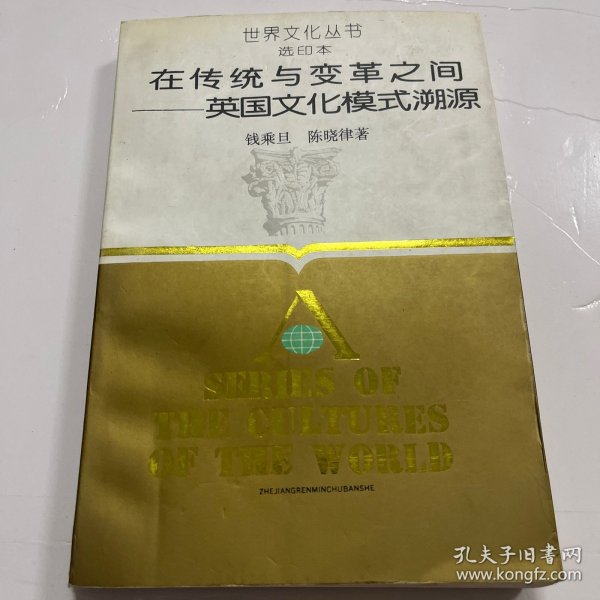 世界文化丛书
选印本
在传统与变革之间
——英国文化模式溯源
钱乘旦 陈晓律著
A
SERIES OF
THE CULTURES
OF THE WORLD
ZHEJIANGRENMINCHUBANSHE
孔夫子旧书网
www.kongfz.com